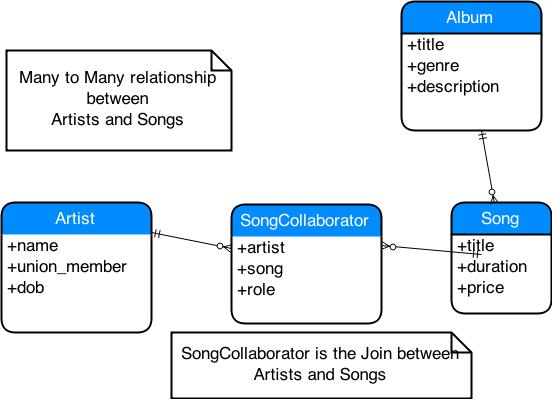 Album
+title
+genre
+description
Many to Many relationship
between
Artists and Songs
Artist
+name
+union_member
+dob
SongCollaborator
+artist
+song
+role
Song
+title
+duration
+price
SongCollaborator is the Join between
Artists and Songs